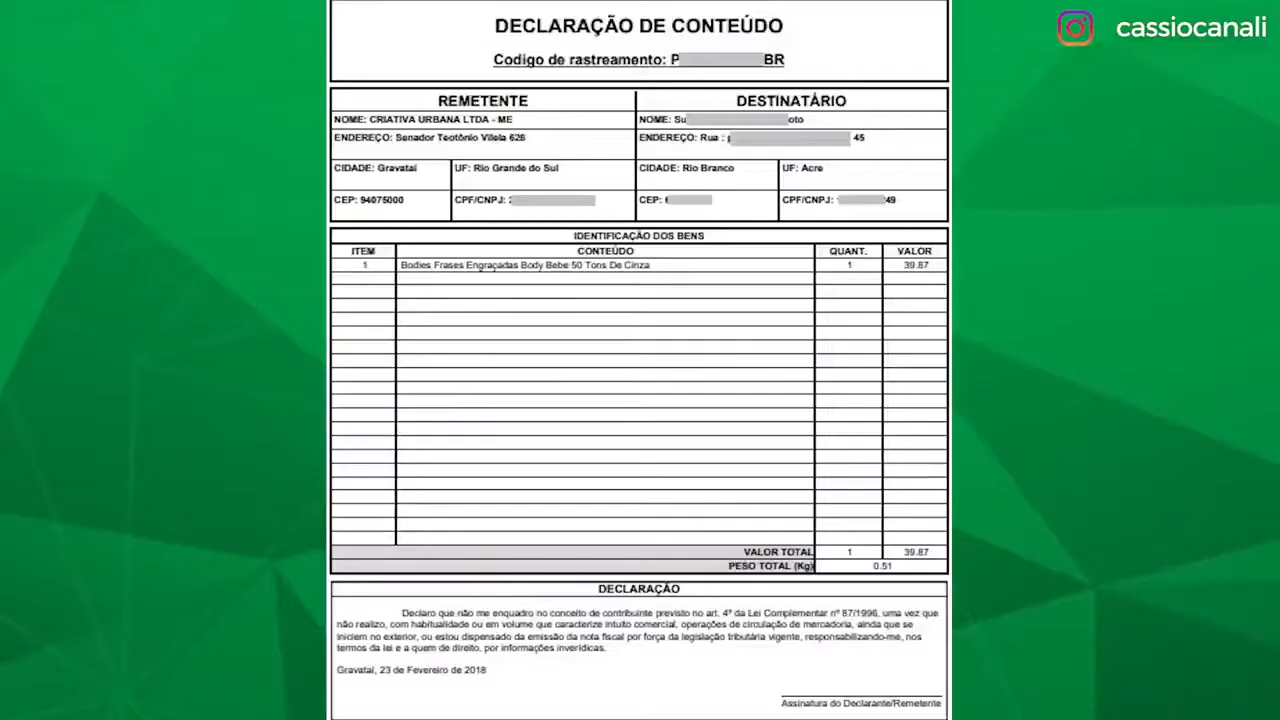 cassiocanali
DECLARAÇÃO DE CONTEÚDO
Codigo de rastreamento: P BR
REMETENTE
DESTINATÁRIO
NOME: CRIATIVA URBANA LTDA - ME
NOME: Su oto
ENDEREÇO: Senador Teotônio Vilela 626
ENDEREÇO: Rua : 45
CIDADE: Gravataí
UF: Rio Grande do Sul
CIDADE: Rio Branco
UF: Acre
CEP: 94075000
CPF/CNPJ:
CEP: 6
CPF/CNPJ: 49
IDENTIFICAÇÃO DOS BENS
ITEM CONTEÚDO QUANT. VALOR
1 Bodies Frases Engraçadas Body Bebe 50 Tons De Cinza 1 39.87
VALOR TOTAL 1 39.87
PESO TOTAL (Kg) 0.51
DECLARAÇÃO
Declaro que não me enquadro no conceito de contribuinte previsto no art. 4º da Lei Complementar nº 87/1996, uma vez que
não realizo, com habitualidade ou em volume que caracterize intuito comercial, operações de circulação de mercadoria, ainda que se
iniciem no exterior, ou estou dispensado da emissão da nota fiscal por força da legislação tributária vigente, responsabilizando-me, nos
termos da lei e a quem de direito, por informações inverídicas.
Gravataí, 23 de Fevereiro de 2018
Assinatura do Declarante/Remetente